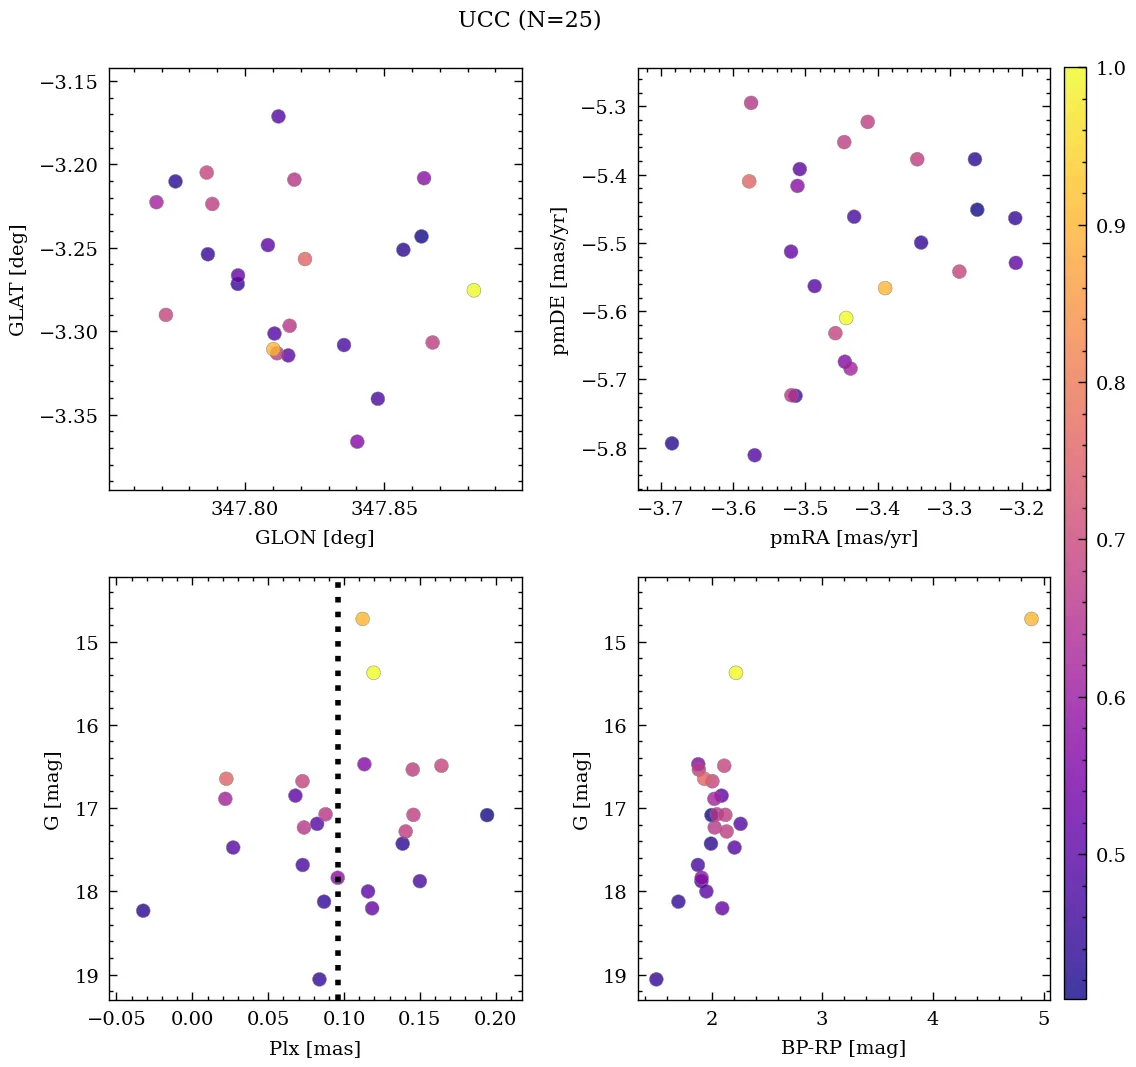 UCC (N=25)
−3.15
−3.20
−3.25
−3.30
−3.35
GLAT [deg]
347.80 347.85
GLON [deg]
−5.3
−5.4
−5.5
−5.6
−5.7
−5.8
pmDE [mas/yr]
−3.7 −3.6 −3.5 −3.4 −3.3 −3.2
pmRA [mas/yr]
15
16
17
18
19
G [mag]
−0.05 0.00 0.05 0.10 0.15 0.20
Plx [mas]
15
16
17
18
19
G [mag]
2 3 4 5
BP-RP [mag]
1.0
0.9
0.8
0.7
0.6
0.5